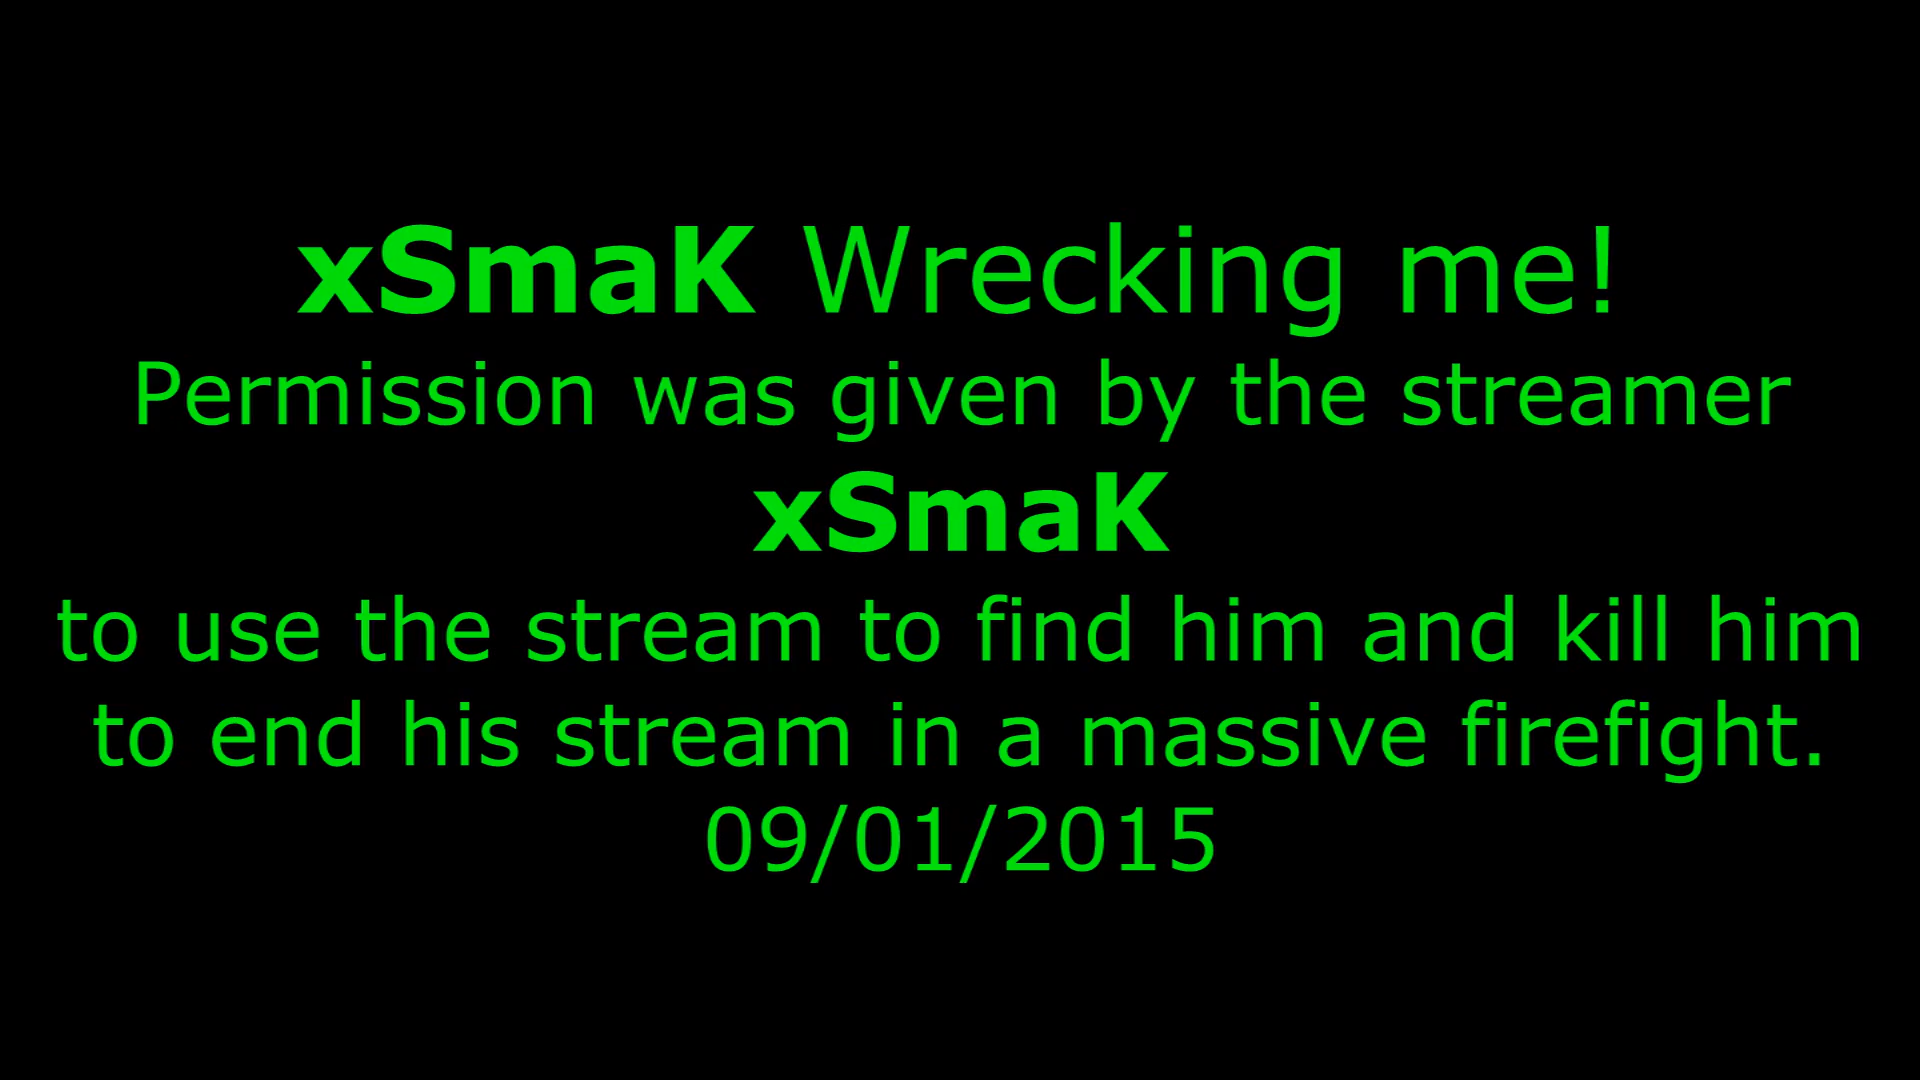 xSmaK Wrecking me!
Permission was given by the streamer
xSmaK
to use the stream to find him and kill him
to end his stream in a massive firefight.
09/01/2015